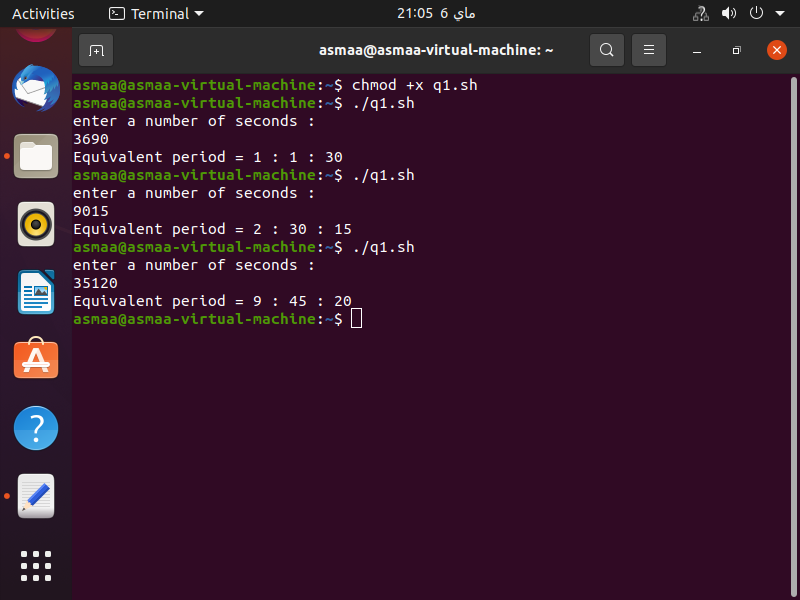 Activities
Terminal
21:05 6 ماي
asmaa@asmaa-virtual-machine: ~
asmaa@asmaa-virtual-machine:~$ chmod +x q1.sh
asmaa@asmaa-virtual-machine:~$ ./q1.sh
enter a number of seconds :
3690
Equivalent period = 1 : 1 : 30
asmaa@asmaa-virtual-machine:~$ ./q1.sh
enter a number of seconds :
9015
Equivalent period = 2 : 30 : 15
asmaa@asmaa-virtual-machine:~$ ./q1.sh
enter a number of seconds :
35120
Equivalent period = 9 : 45 : 20
asmaa@asmaa-virtual-machine:~$